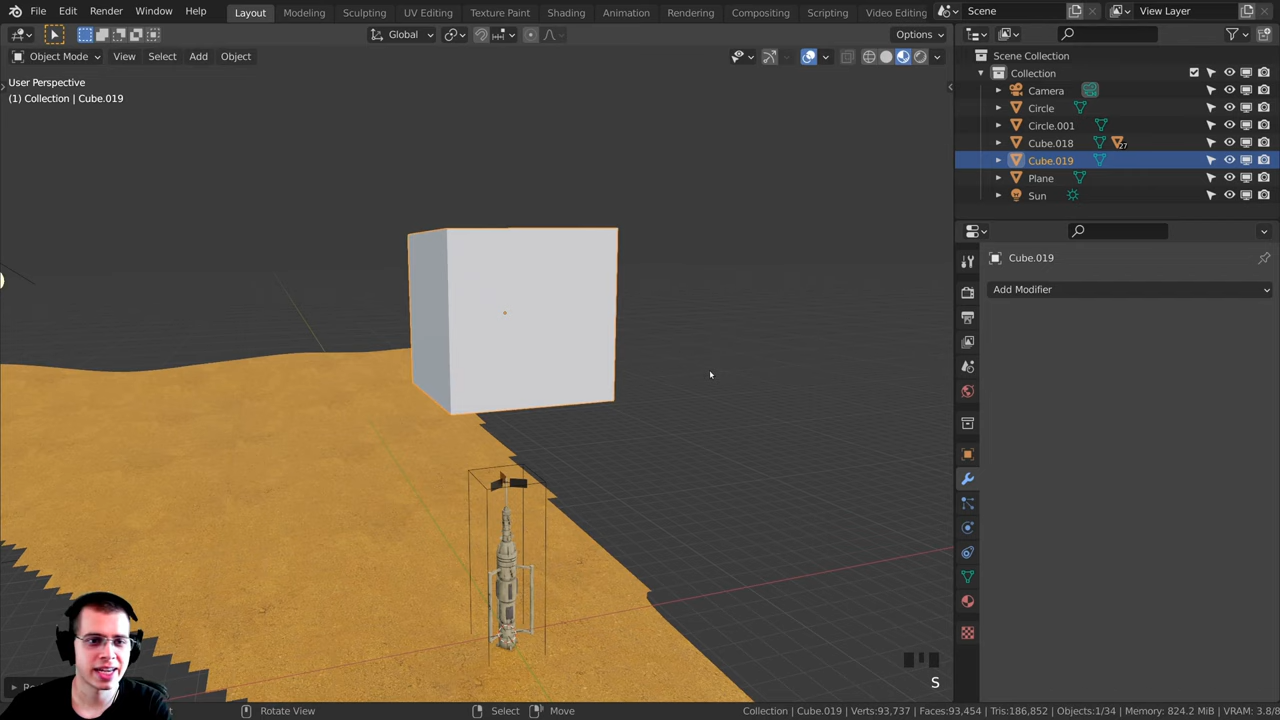 File Edit Render Window Help Layout Modeling Sculpting UV Editing Texture Paint Shading Animation Rendering Compositing Scripting Video Editing Scene View Layer
Global Options
Object Mode View Select Add Object
User Perspective
(1) Collection | Cube.019
Scene Collection
Collection
Camera
Circle
Circle.001
Cube.018 27
Cube.019
Plane
Sun
Cube.019
Add Modifier
S
Rotate View Select Move Collection | Cube.019 Verts:93,737 Faces:93,454 Tris:186,852 Objects:1/34 Memory: 824.2 MiB VRAM: 3.8/8